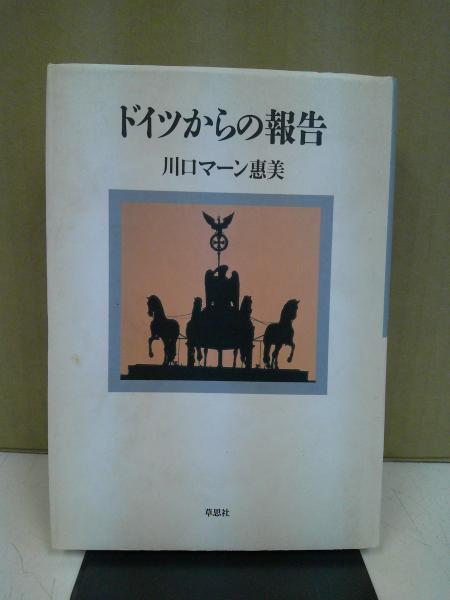 ドイツからの報告
川口マーン惠美
草思社